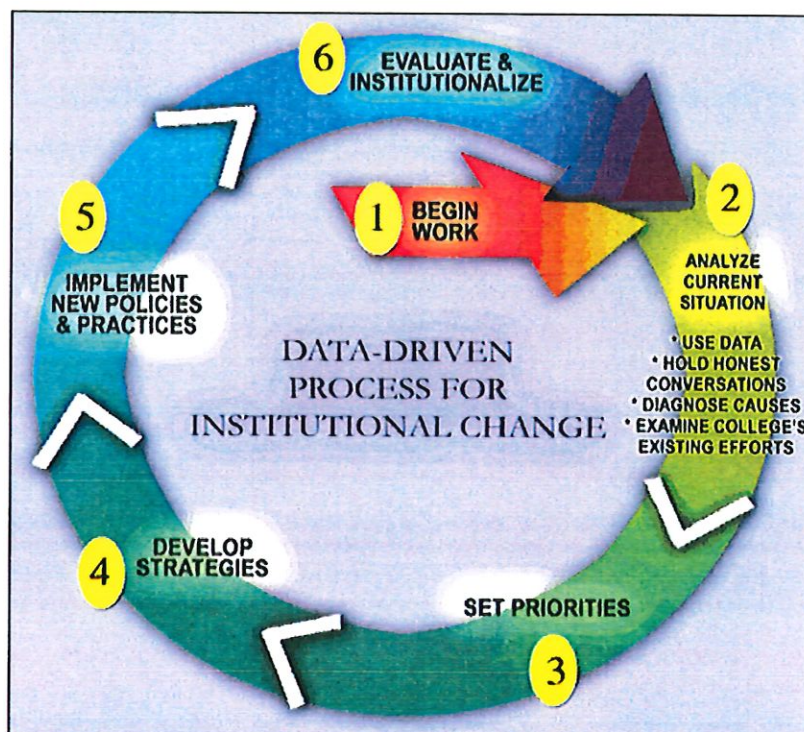 1
BEGIN
WORK
2
ANALYZE
CURRENT
SITUATION
* USE DATA
* HOLD HONEST
CONVERSATIONS
* DIAGNOSE CAUSES
* EXAMINE COLLEGE'S
EXISTING EFFORTS
3
SET PRIORITIES
4
DEVELOP
STRATEGIES
5
IMPLEMENT
NEW POLICIES
& PRACTICES
6
EVALUATE &
INSTITUTIONALIZE
DATA-DRIVEN
PROCESS FOR
INSTITUTIONAL CHANGE